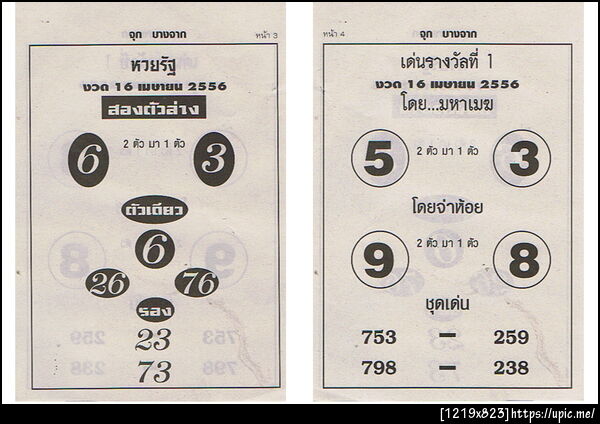 จุก บางจาก
หน้า 3
หวยรัฐ
งวด 16 เมษายน 2556
สองตัวล่าง
6 2 ตัว มา 1 ตัว 3
ตัวเดียว
6
26 76
รอง
23
73
จุก บางจาก
หน้า 4
เด่นรางวัลที่ 1
งวด 16 เมษายน 2556
โดย...มหาเมฆ
5 2 ตัว มา 1 ตัว 3
โดยจ่าห้อย
9 2 ตัว มา 1 ตัว 8
ชุดเด่น
753 – 259
798 – 238
[1219x823]https://upic.me/